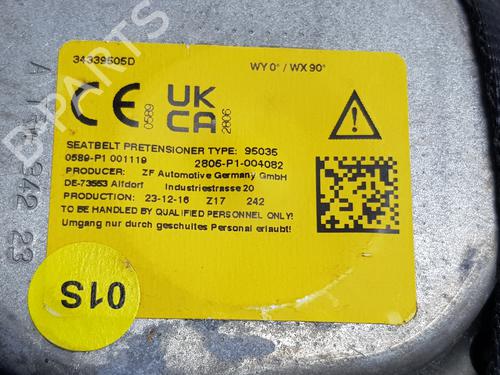 34339505D
WY 0° / WX 90°
CE 0589
UK CA 2806
SEATBELT PRETENSIONER TYPE: 95035
0589-P1 001119 2806-P1-004082
PRODUCER: ZF Automotive Germany GmbH
DE-73553 Alfdorf Industriestrasse 20
PRODUCTION: 23-12-16 Z17 242
TO BE HANDLED BY QUALIFIED PERSONNEL ONLY!
Umgang nur durch geschultes Personal erlaubt!
01S